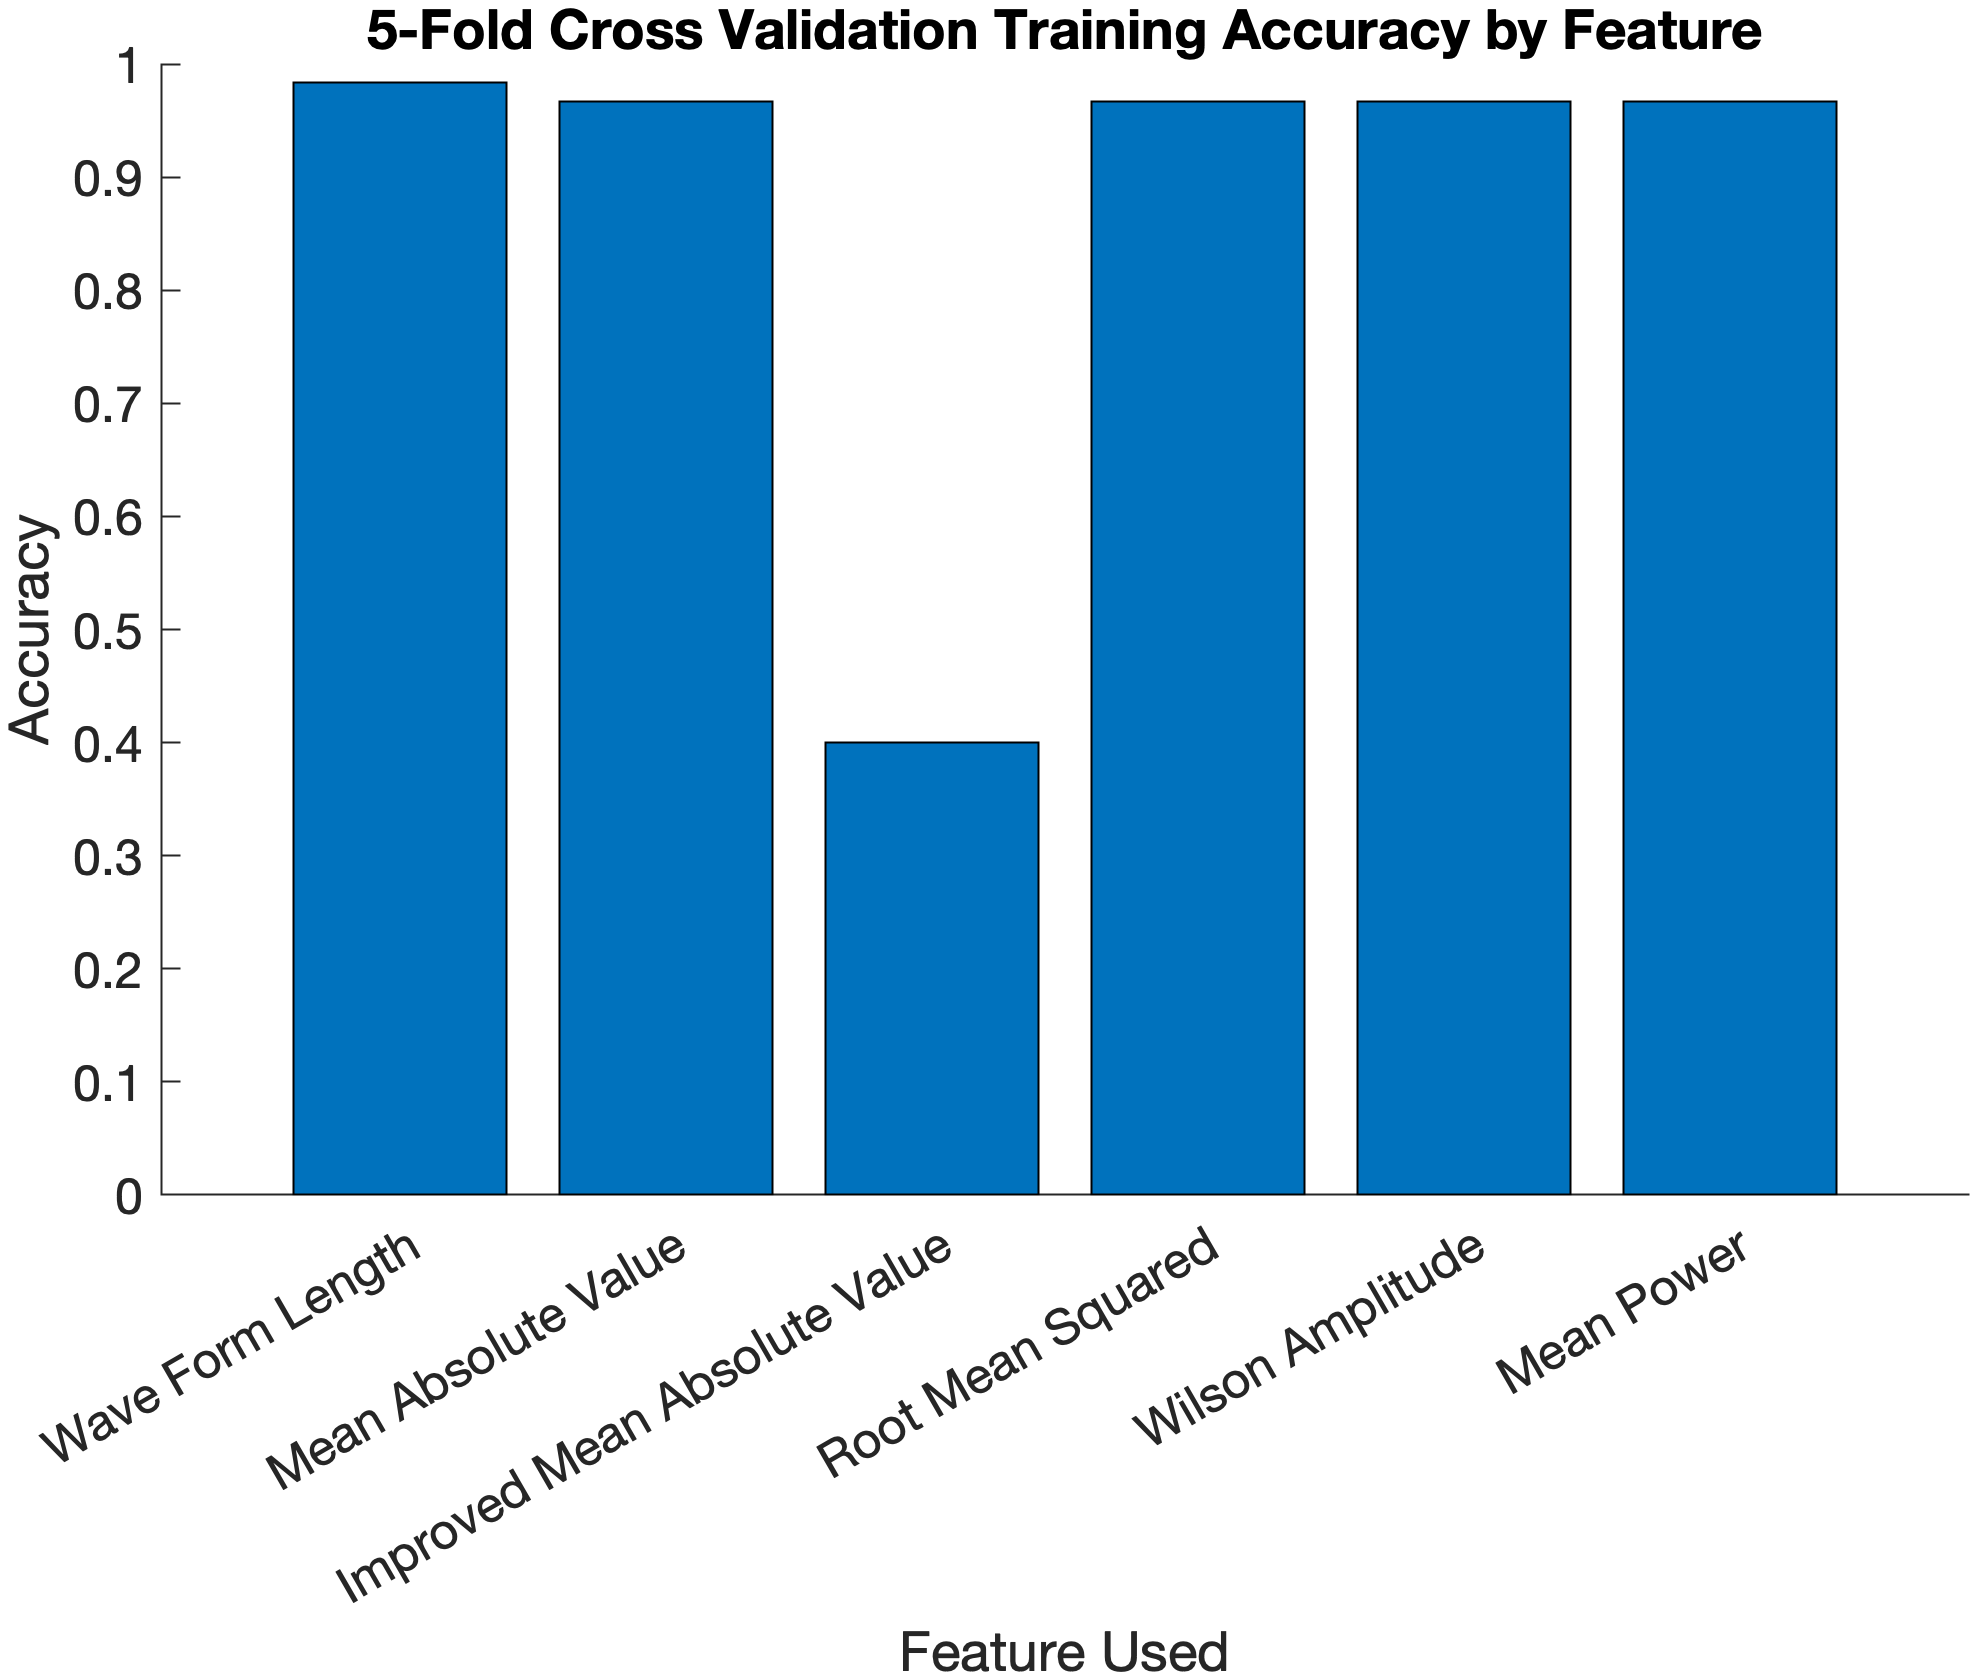 5-Fold Cross Validation Training Accuracy by Feature
1
0.9
0.8
0.7
0.6
0.5
0.4
0.3
0.2
0.1
0
Accuracy
Wave Form Length
Mean Absolute Value
Improved Mean Absolute Value
Root Mean Squared
Wilson Amplitude
Mean Power
Feature Used